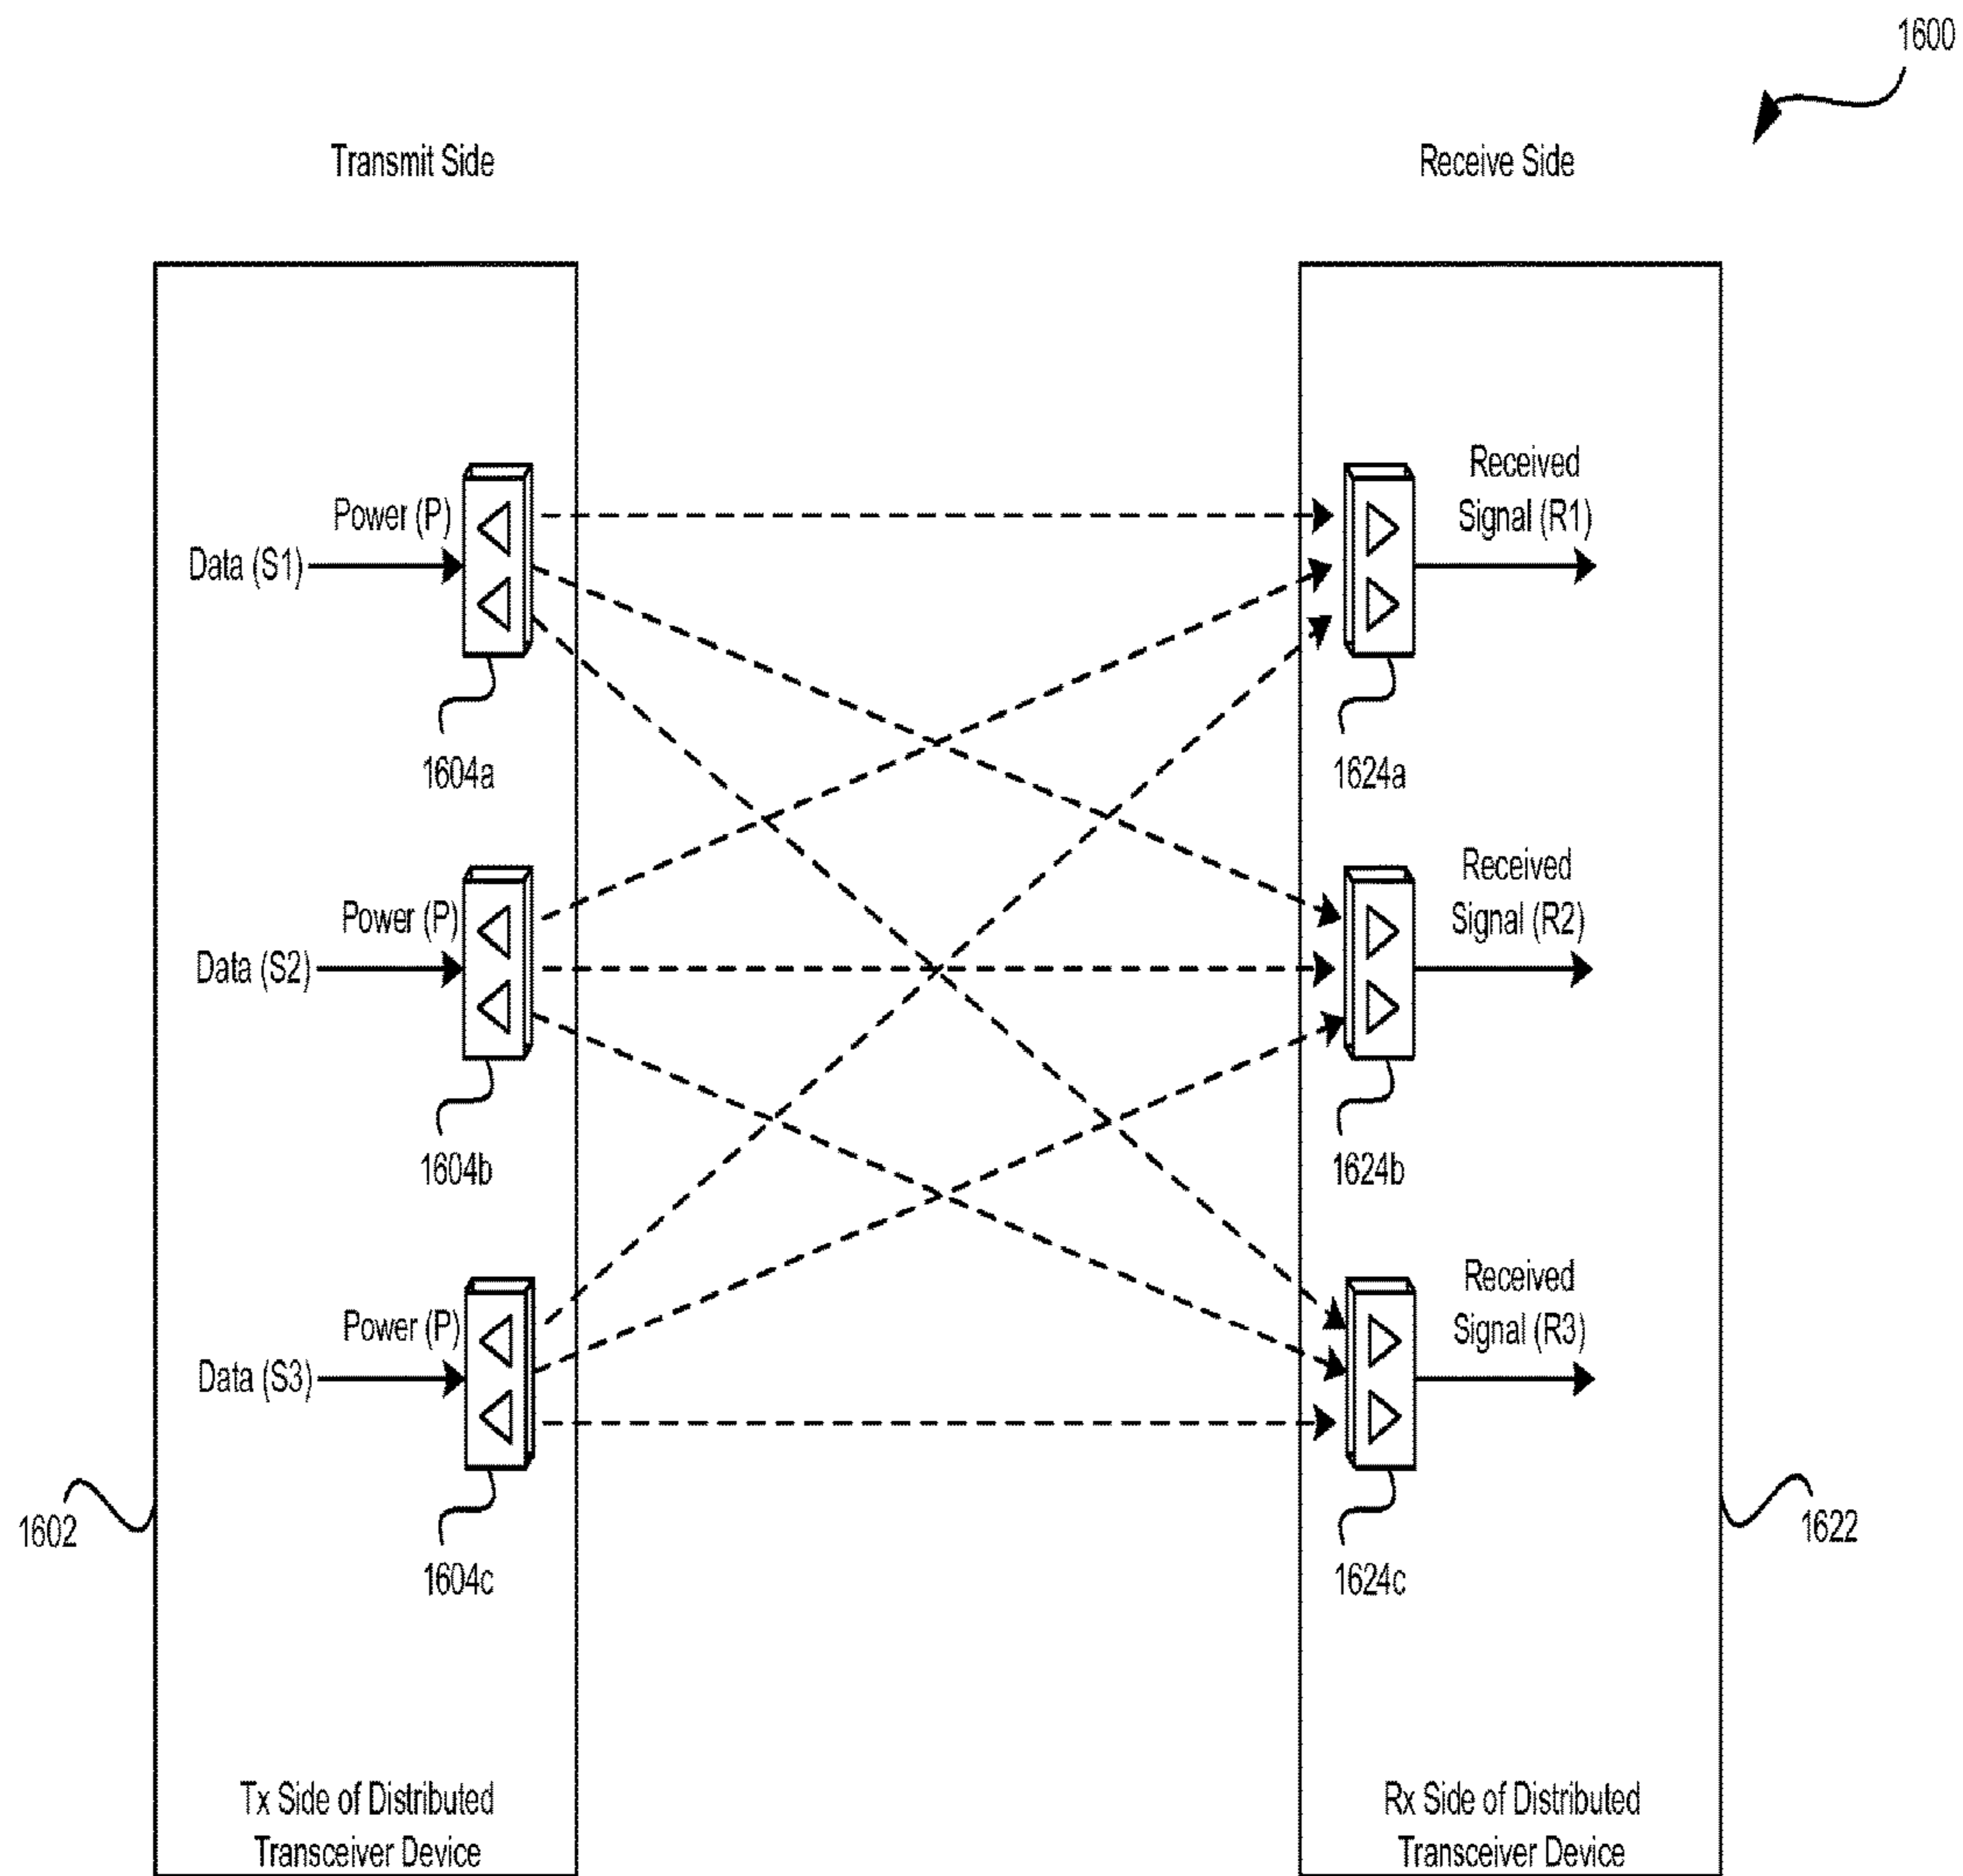 1600
Transmit Side
Receive Side
Power (P)
Data (S1)
1604a
Received
Signal (R1)
1624a
Power (P)
Data (S2)
1604b
Received
Signal (R2)
1624b
Power (P)
Data (S3)
1604c
Received
Signal (R3)
1624c
1602
1622
Tx Side of Distributed
Transceiver Device
Rx Side of Distributed
Transceiver Device